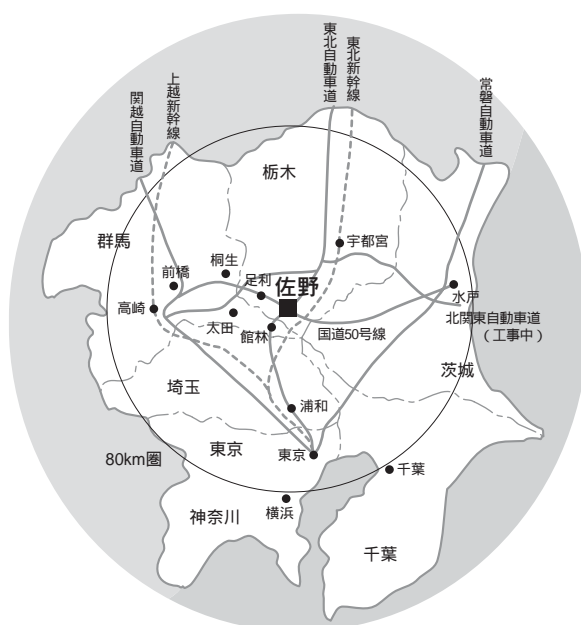 関越自動車道
上越新幹線
東北自動車道
東北新幹線
常磐自動車道
栃木
群馬
宇都宮
桐生
前橋
足利
佐野
高崎
太田
館林
国道50号線
水戸
北関東自動車道
（工事中）
茨城
埼玉
浦和
東京
東京
80km圏
千葉
神奈川
横浜
千葉